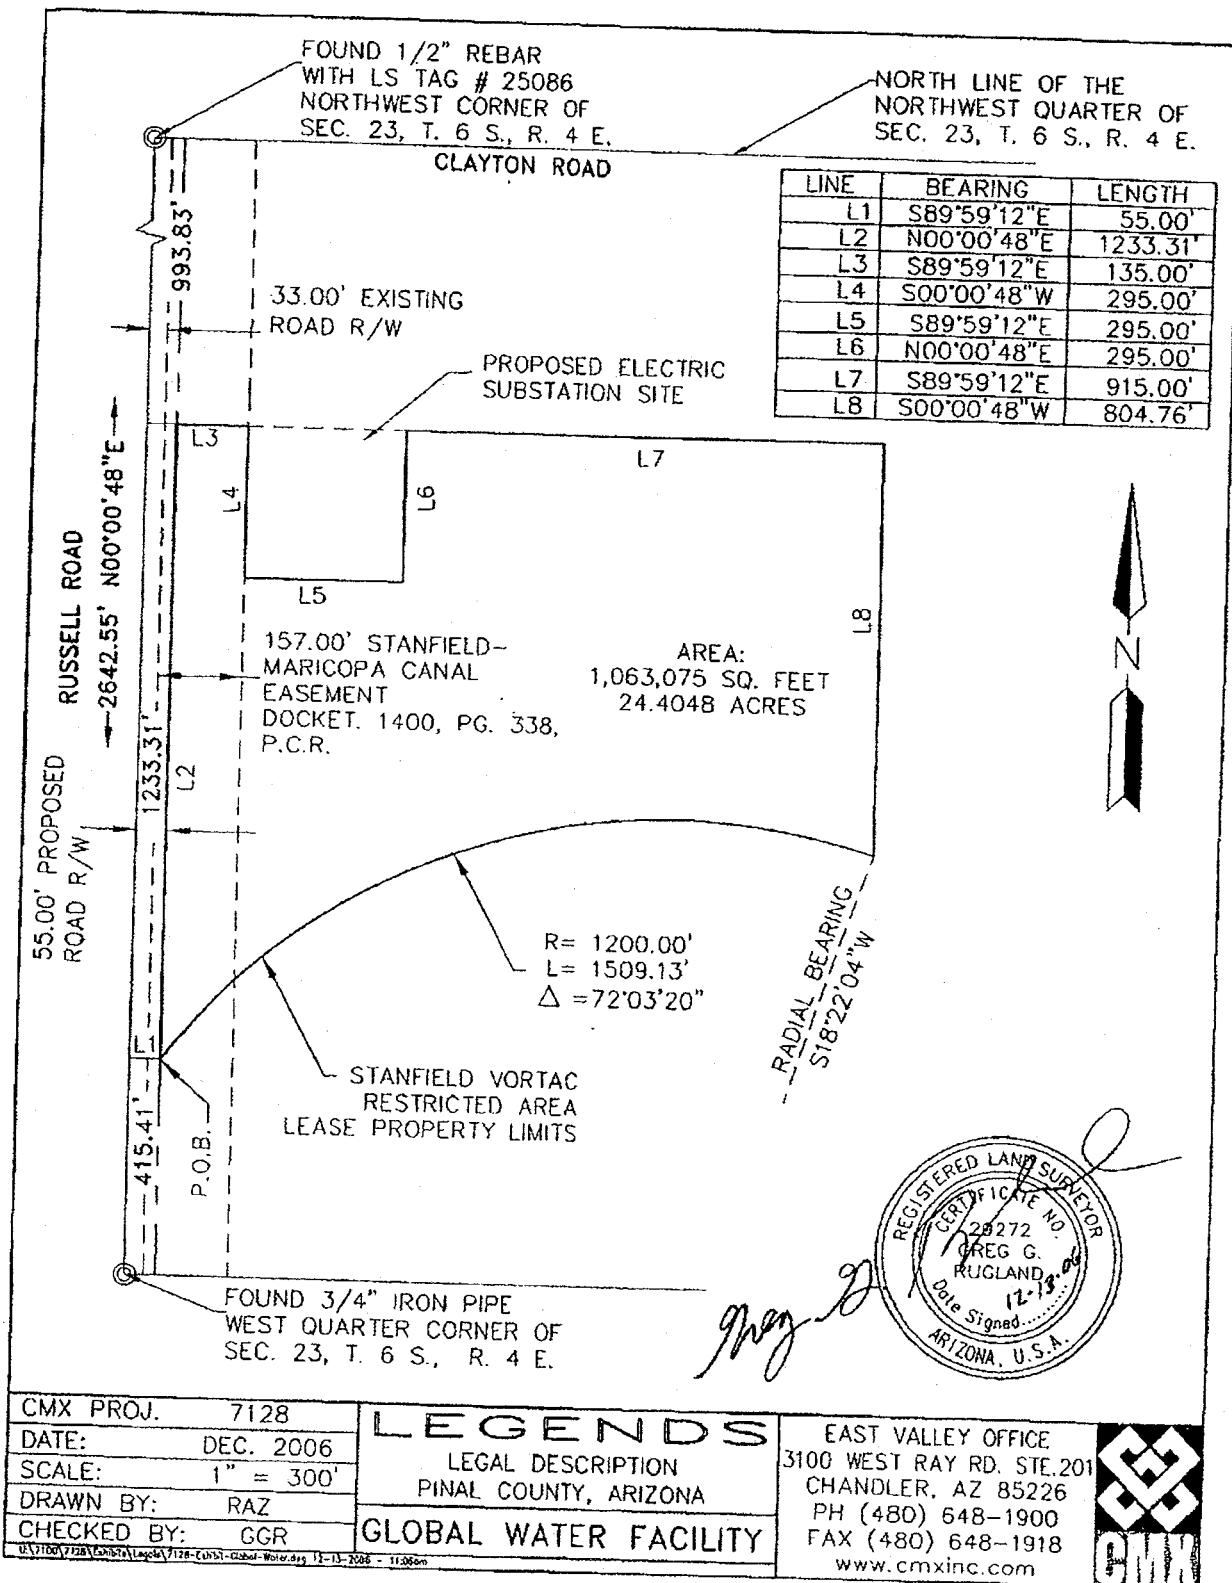 FOUND 1/2" REBAR
WITH LS TAG # 25086
NORTHWEST CORNER OF
SEC. 23, T. 6 S., R. 4 E.
NORTH LINE OF THE
NORTHWEST QUARTER OF
SEC. 23, T. 6 S., R. 4 E.
CLAYTON ROAD
LINE BEARING LENGTH
L1 S89°59'12"E 55.00'
L2 N00°00'48"E 1233.31'
L3 S89°59'12"E 135.00'
L4 S00°00'48"W 295.00'
L5 S89°59'12"E 295.00'
L6 N00°00'48"E 295.00'
L7 S89°59'12"E 915.00'
L8 S00°00'48"W 804.76'
993.83'
33.00' EXISTING
ROAD R/W
PROPOSED ELECTRIC
SUBSTATION SITE
L3
L7
L4
L6
L5
L8
RUSSELL ROAD
2642.55' N00°00'48"E
157.00' STANFIELD-
MARICOPA CANAL
EASEMENT
DOCKET. 1400, PG. 338,
P.C.R.
AREA:
1,063,075 SQ. FEET
24.4048 ACRES
N
1233.31'
L2
55.00' PROPOSED
ROAD R/W
R= 1200.00'
L= 1509.13'
Δ =72°03'20"
RADIAL BEARING
S18°22'04"W
L1
STANFIELD VORTAC
RESTRICTED AREA
LEASE PROPERTY LIMITS
415.41'
P.O.B.
REGISTERED LAND SURVEYOR
CERTIFICATE NO.
29272
GREG G.
RUGLAND
12-13-06
Date Signed
ARIZONA, U.S.A.
FOUND 3/4" IRON PIPE
WEST QUARTER CORNER OF
SEC. 23, T. 6 S., R. 4 E.
CMX PROJ. 7128
DATE: DEC. 2006
SCALE: 1" = 300'
DRAWN BY: RAZ
CHECKED BY: GGR
LEGENDS
LEGAL DESCRIPTION
PINAL COUNTY, ARIZONA
GLOBAL WATER FACILITY
EAST VALLEY OFFICE
3100 WEST RAY RD. STE.201
CHANDLER, AZ 85226
PH (480) 648-1900
FAX (480) 648-1918
www.cmxinc.com
CMX